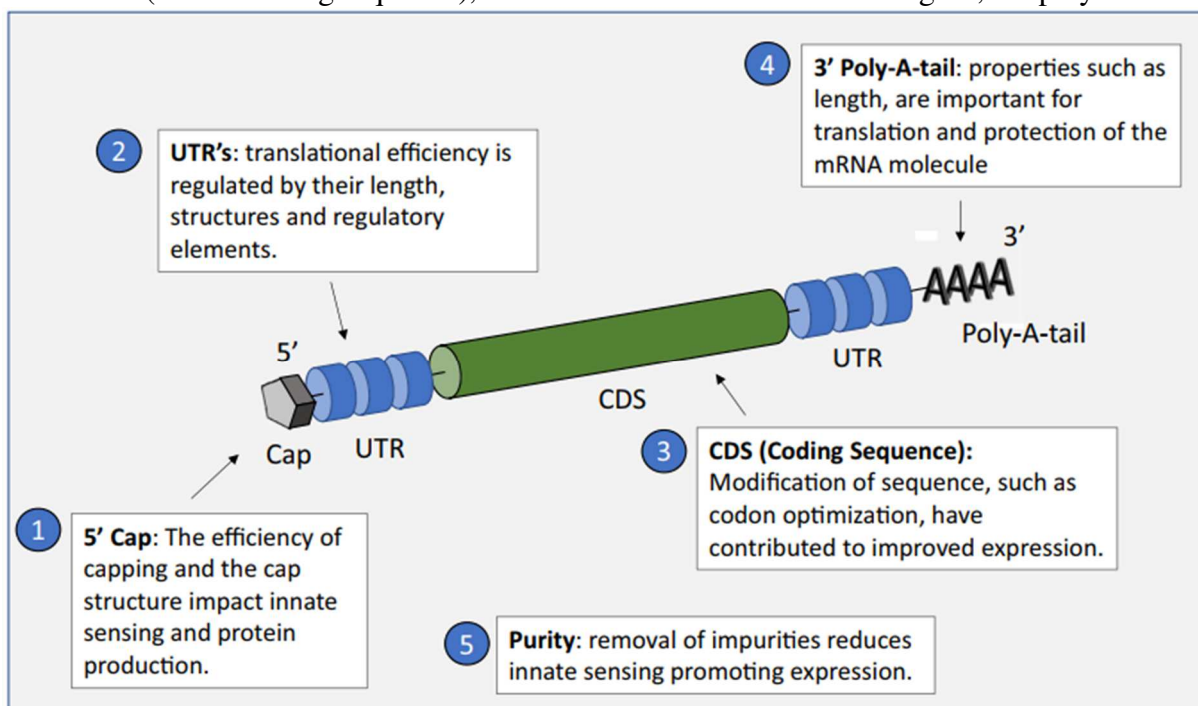 4
3’ Poly-A-tail: properties such as
length, are important for
translation and protection of the
mRNA molecule
2
UTR’s: translational efficiency is
regulated by their length,
structures and regulatory
elements.
3’
AAAA
Poly-A-tail
UTR
5’
CDS
Cap
UTR
3
CDS (Coding Sequence):
Modification of sequence, such as
codon optimization, have
contributed to improved expression.
1
5’ Cap: The efficiency of
capping and the cap
structure impact innate
sensing and protein
production.
5
Purity: removal of impurities reduces
innate sensing promoting expression.